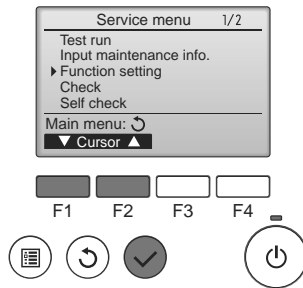 Service menu 1/2
Test run
Input maintenance info.
Function setting
Check
Self check
Main menu:
▼ Cursor ▲
F1 F2 F3 F4